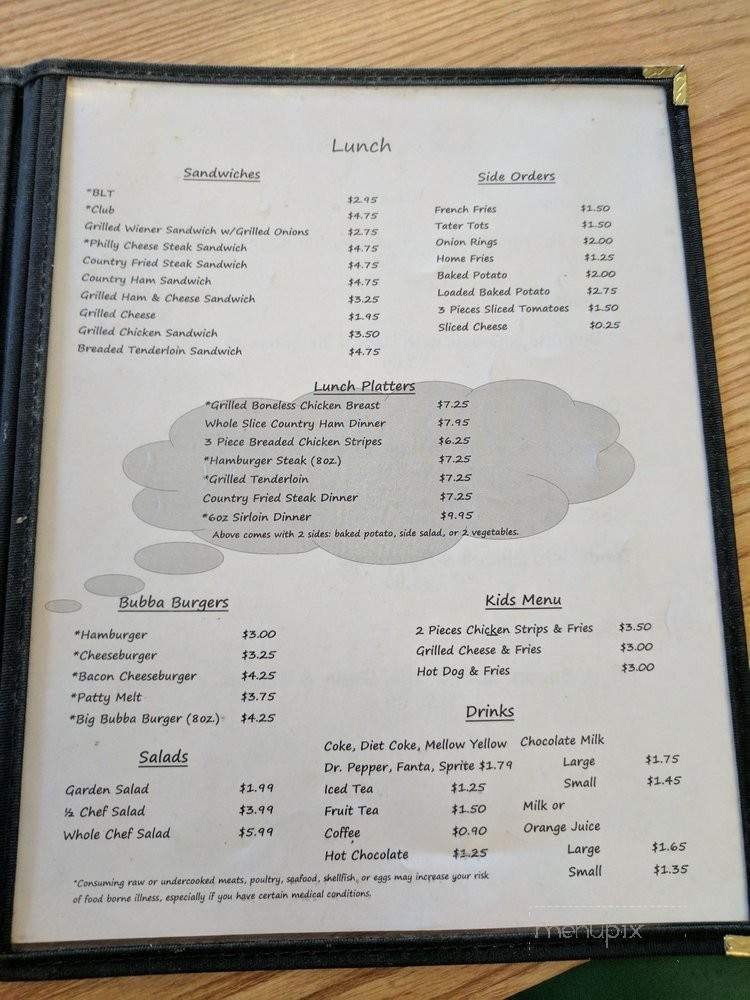 Lunch
Sandwiches
*BLT $2.95
*Club $4.75
Grilled Wiener Sandwich w/Grilled Onions $2.75
*Philly Cheese Steak Sandwich $4.75
Country Fried Steak Sandwich $4.75
Country Ham Sandwich $4.75
Grilled Ham & Cheese Sandwich $3.25
Grilled Cheese $1.95
Grilled Chicken Sandwich $3.50
Breaded Tenderloin Sandwich $4.75
Side Orders
French Fries $1.50
Tater Tots $1.50
Onion Rings $2.00
Home Fries $1.25
Baked Potato $2.00
Loaded Baked Potato $2.75
3 Pieces Sliced Tomatoes $1.50
Sliced Cheese $0.25
Lunch Platters
*Grilled Boneless Chicken Breast $7.25
Whole Slice Country Ham Dinner $7.95
3 Piece Breaded Chicken Stripes $6.25
*Hamburger Steak (8oz.) $7.25
*Grilled Tenderloin $7.25
Country Fried Steak Dinner $7.25
*6oz Sirloin Dinner $9.95
Above comes with 2 sides: baked potato, side salad, or 2 vegetables.
Bubba Burgers
*Hamburger $3.00
*Cheeseburger $3.25
*Bacon Cheeseburger $4.25
*Patty Melt $3.75
*Big Bubba Burger (8oz.) $4.25
Kids Menu
2 Pieces Chicken Strips & Fries $3.50
Grilled Cheese & Fries $3.00
Hot Dog & Fries $3.00
Salads
Garden Salad $1.99
½ Chef Salad $3.99
Whole Chef Salad $5.99
Drinks
Coke, Diet Coke, Mellow Yellow
Dr. Pepper, Fanta, Sprite $1.79
Iced Tea $1.25
Fruit Tea $1.50
Coffee $0.90
Hot Chocolate $1.25
Chocolate Milk
Large $1.75
Small $1.45
Milk or
Orange Juice
Large $1.65
Small $1.35
*Consuming raw or undercooked meats, poultry, seafood, shellfish, or eggs may increase your risk
of food borne illness, especially if you have certain medical conditions.
menupix